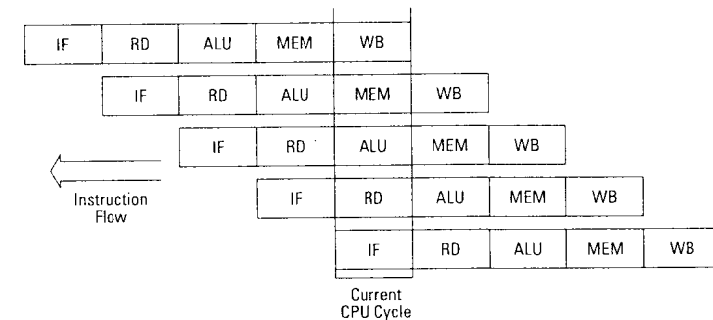 IF RD ALU MEM WB
IF RD ALU MEM WB
IF RD ALU MEM WB
Instruction
Flow
IF RD ALU MEM WB
IF RD ALU MEM WB
Current
CPU Cycle